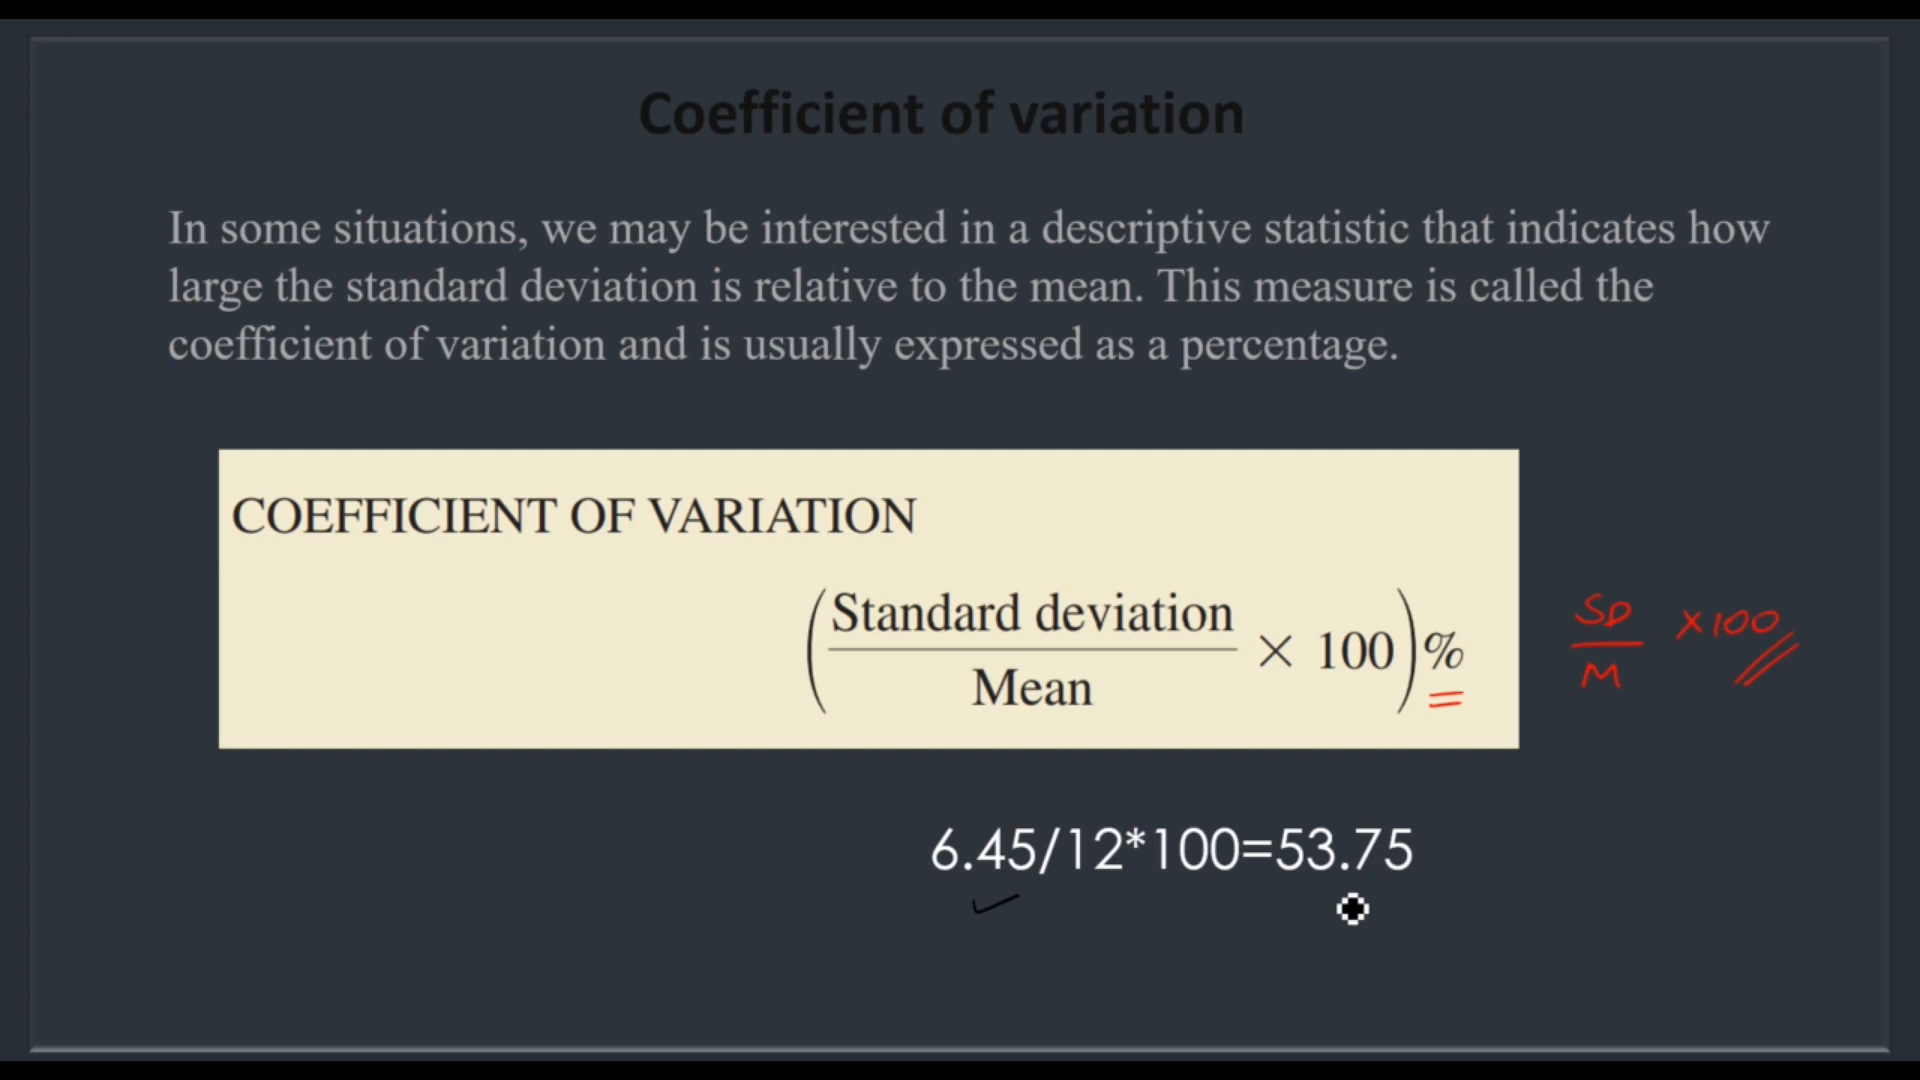 Coefficient of variation
In some situations, we may be interested in a descriptive statistic that indicates how
large the standard deviation is relative to the mean. This measure is called the
coefficient of variation and is usually expressed as a percentage.
COEFFICIENT OF VARIATION
(Standard deviation
Mean × 100)%
SD
M ×100
6.45/12*100=53.75